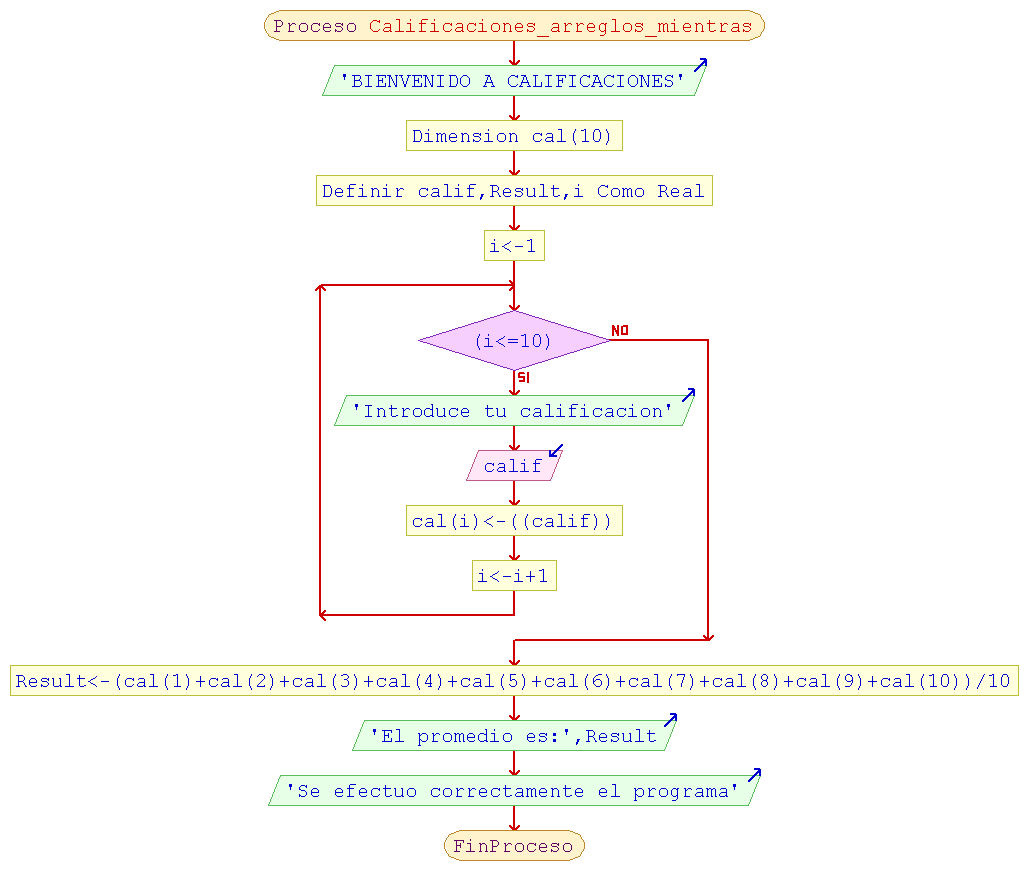 Proceso Calificaciones_arreglos_mientras
'BIENVENIDO A CALIFICACIONES'
Dimension cal(10)
Definir calif,Result,i Como Real
i<-1
(i<=10)
NO
SI
'Introduce tu calificacion'
calif
cal(i)<-((calif))
i<-i+1
Result<-(cal(1)+cal(2)+cal(3)+cal(4)+cal(5)+cal(6)+cal(7)+cal(8)+cal(9)+cal(10))/10
'El promedio es:',Result
'Se efectuo correctamente el programa'
FinProceso